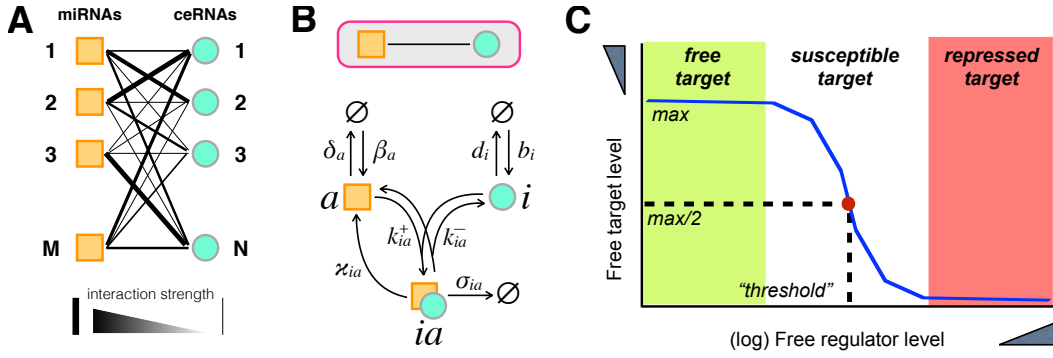 A
miRNAs
ceRNAs
1
1
2
2
3
3
M
N
interaction strength
B
∅
∅
δₐ
βₐ
dᵢ
bᵢ
a
i
k⁺ᵢₐ
k⁻ᵢₐ
ϰᵢₐ
σᵢₐ
∅
ia
C
free target
susceptible target
repressed target
max
max/2
"threshold"
Free target level
(log) Free regulator level